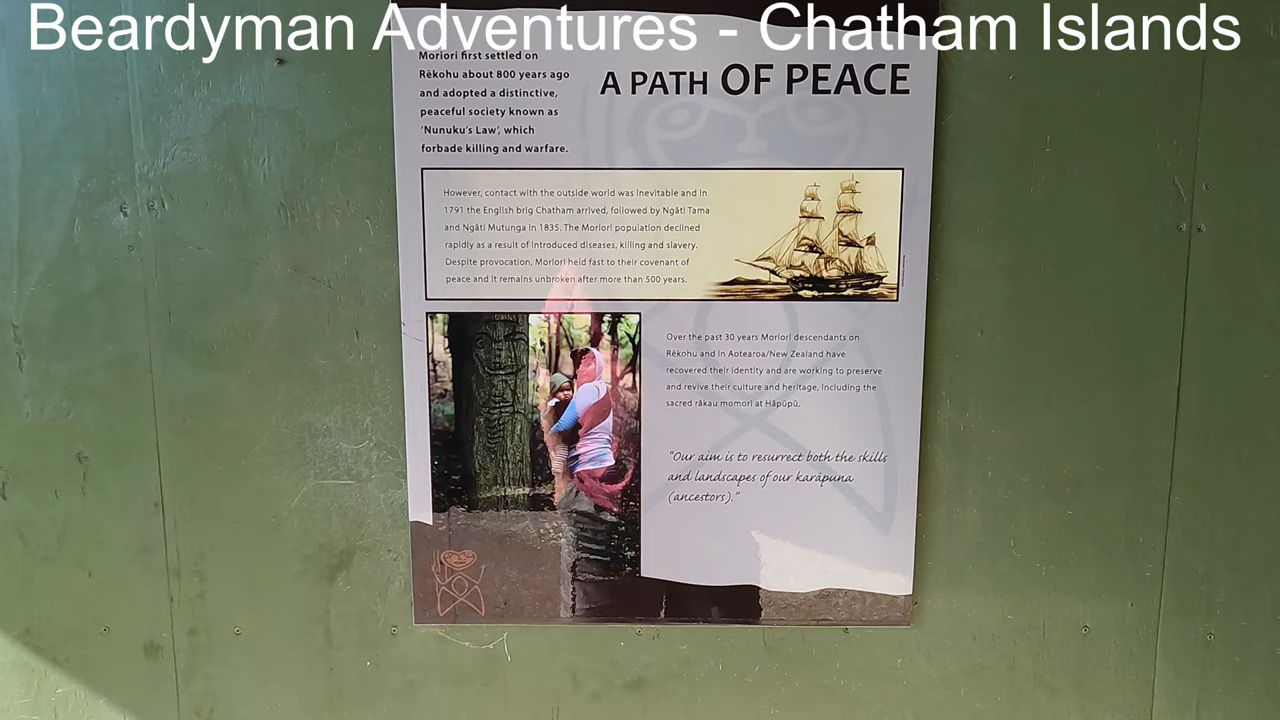 Beardyman Adventures - Chatham Islands
Moriori first settled on
Rēkohu about 800 years ago
and adopted a distinctive,
peaceful society known as
'Nunuku's Law', which
forbade killing and warfare.
A PATH OF PEACE
However, contact with the outside world was inevitable and in
1791 the English brig Chatham arrived, followed by Ngāti Tama
and Ngāti Mutunga in 1835. The Moriori population declined
rapidly as a result of introduced diseases, killing and slavery.
Despite provocation, Moriori held fast to their covenant of
peace and it remains unbroken after more than 500 years.
Over the past 30 years Moriori descendants on
Rēkohu and in Aotearoa/New Zealand have
recovered their identity and are working to preserve
and revive their culture and heritage, including the
sacred rākau momori at Hāpūpū.
"Our aim is to resurrect both the skills
and landscapes of our karāpuna
(ancestors)."